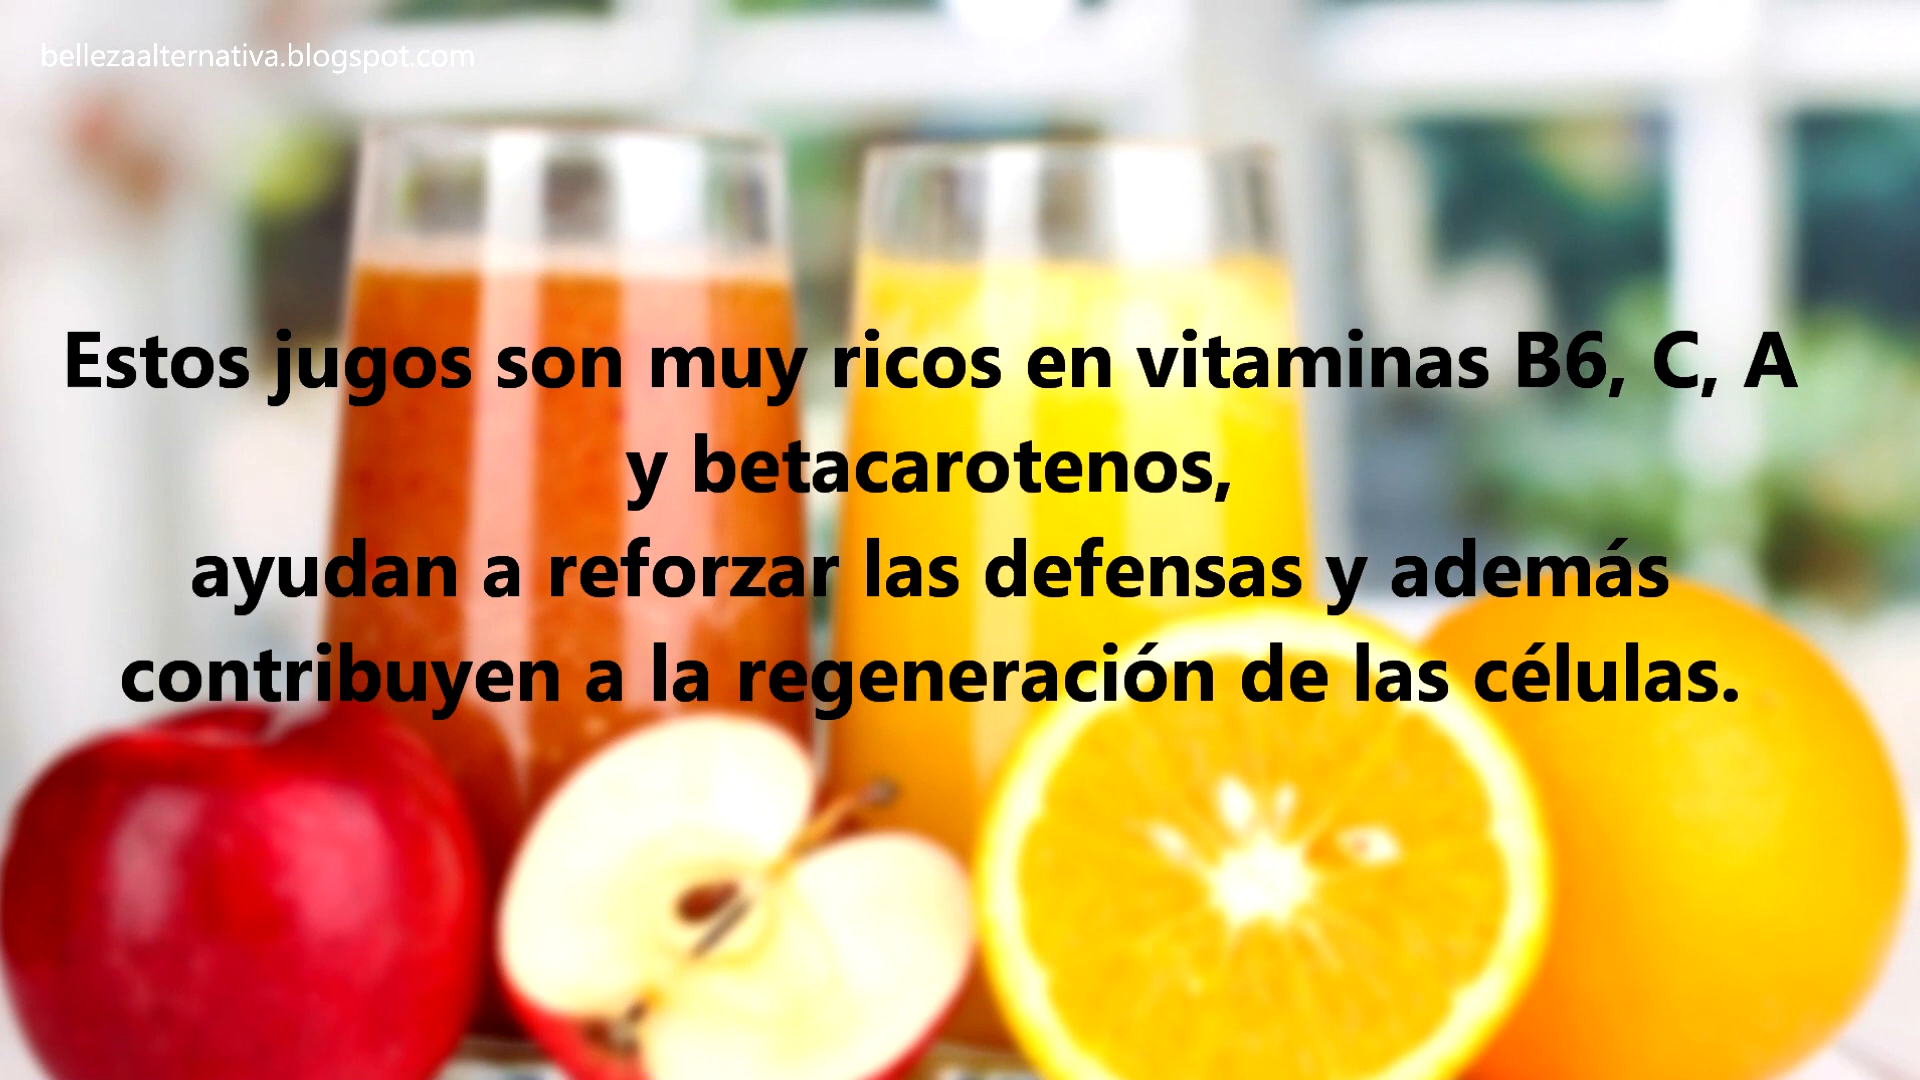 bellezaalternativa.blogspot.com
Estos jugos son muy ricos en vitaminas B6, C, A
y betacarotenos,
ayudan a reforzar las defensas y además
contribuyen a la regeneración de las células.